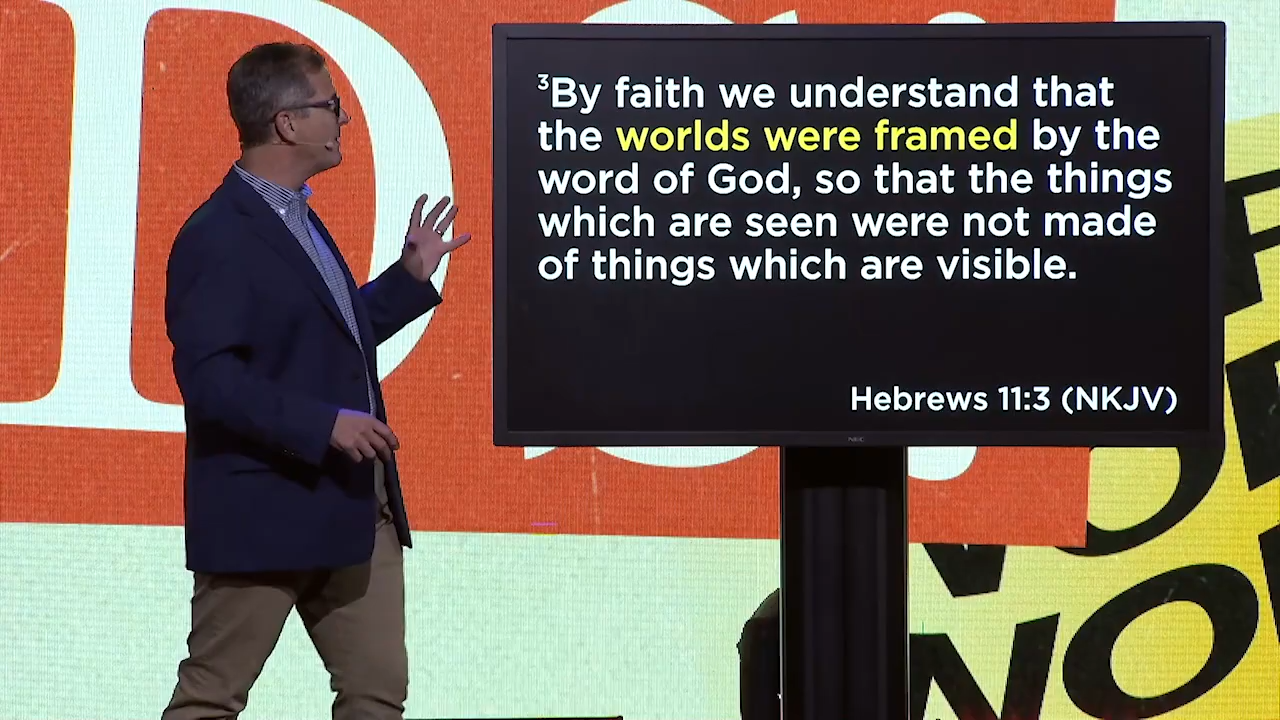 ³By faith we understand that
the worlds were framed by the
word of God, so that the things
which are seen were not made
of things which are visible.
Hebrews 11:3 (NKJV)
NEC